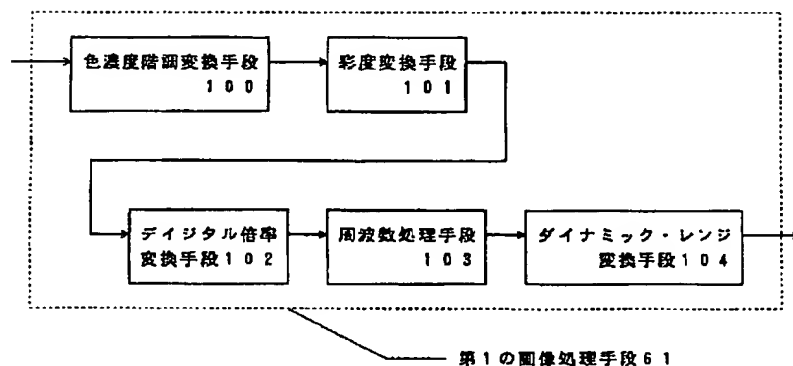 色濃度階調変換手段
100
彩度変換手段
101
デイジタル倍率
変換手段102
周波数処理手段
103
ダイナミック・レンジ
変換手段104
第1の画像処理手段61